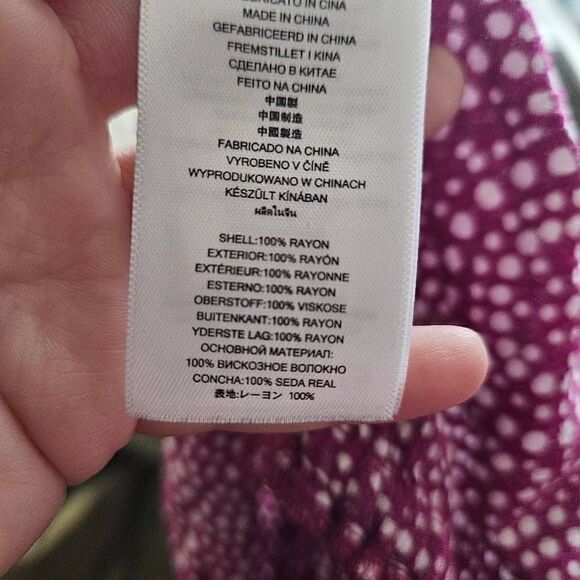 FABRICATO IN CINA
MADE IN CHINA
GEFABRICEERD IN CHINA
FREMSTILLET I KINA
СДЕЛАНО В КИТАЕ
FEITO NA CHINA
中国製
中国制造
中國製造
FABRICADO NA CHINA
VYROBENO V ČÍNĚ
WYPRODUKOWANO W CHINACH
KÉSZÜLT KÍNÁBAN
ผลิตในจีน
SHELL:100% RAYON
EXTERIOR:100% RAYÓN
EXTÉRIEUR:100% RAYONNE
ESTERNO:100% RAYON
OBERSTOFF:100% VISKOSE
BUITENKANT:100% RAYON
YDERSTE LAG:100% RAYON
ОСНОВНОЙ МАТЕРИАЛ:
100% ВИСКОЗНОЕ ВОЛОКНО
CONCHA:100% SEDA REAL
表地:レーヨン 100%